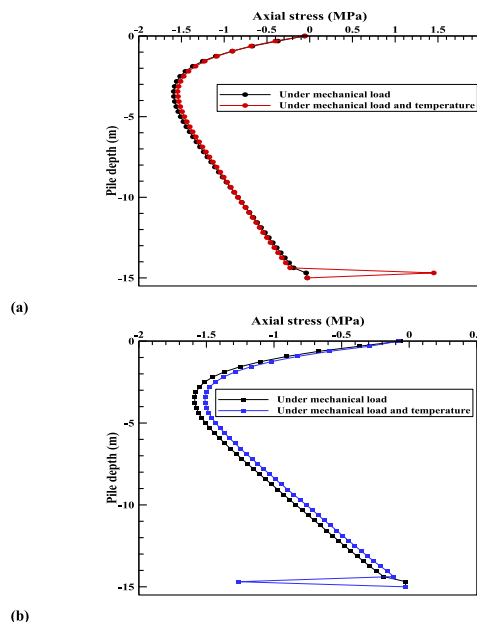 Axial stress (MPa)
-2 -1.5 -1 -0.5 0 0.5 1 1.5 2
0
Under mechanical load
Under mechanical load and temperature
-5
Pile depth (m)
-10
-15
(a)
Axial stress (MPa)
-2 -1.5 -1 -0.5 0
0
Under mechanical load
Under mechanical load and temperature
-5
Pile depth (m)
-10
-15
(b)